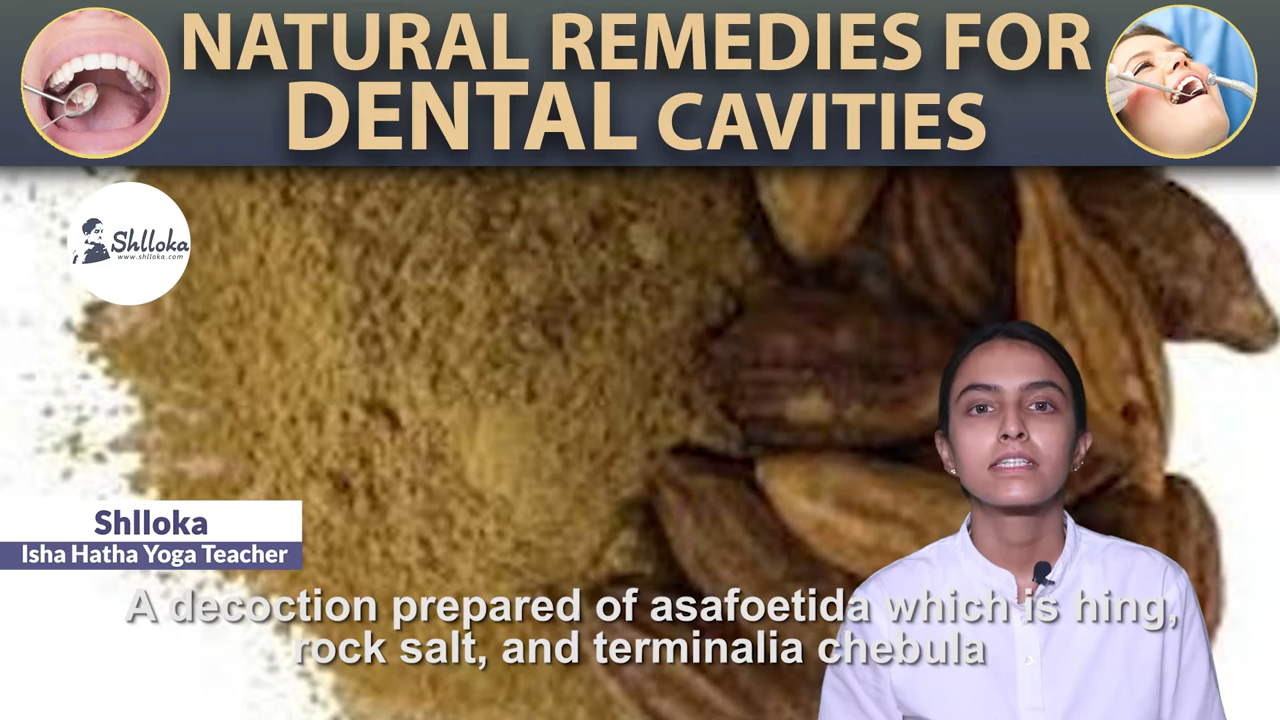 NATURAL REMEDIES FOR
DENTAL CAVITIES
Shlloka
www.shlloka.com
Shlloka
Isha Hatha Yoga Teacher
A decoction prepared of asafoetida which is hing,
rock salt, and terminalia chebula